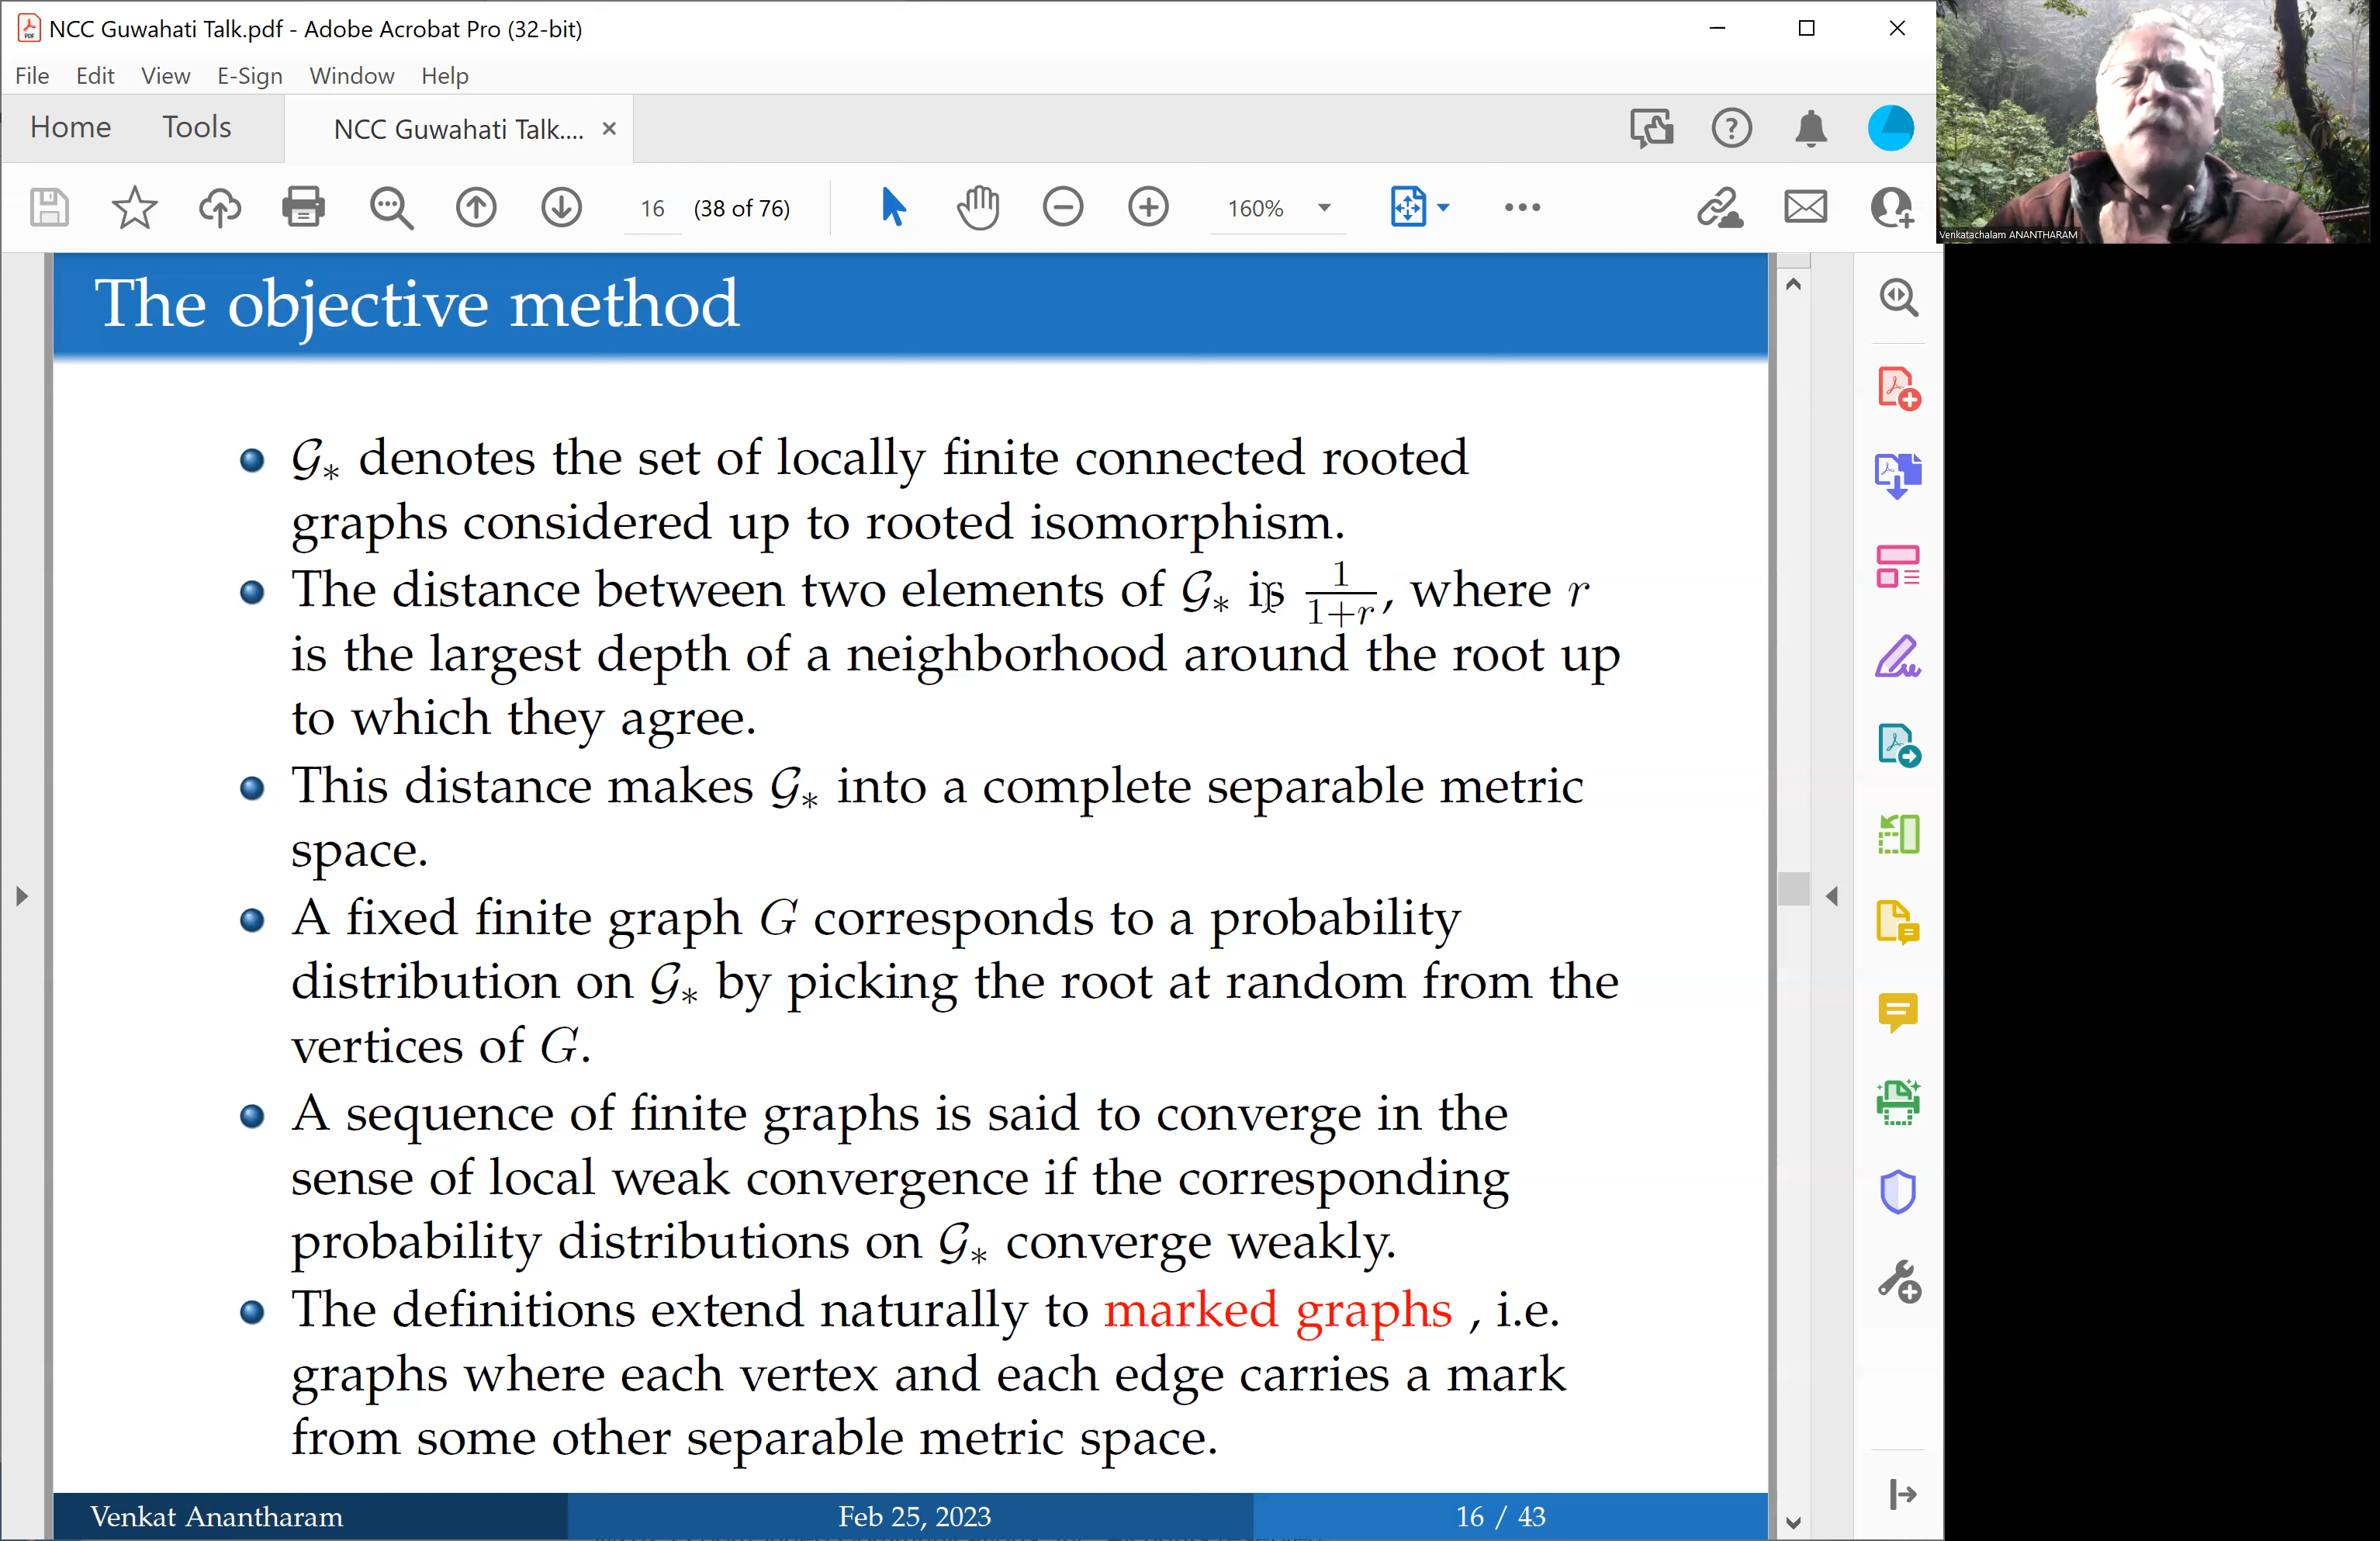 NCC Guwahati Talk.pdf - Adobe Acrobat Pro (32-bit)
File Edit View E-Sign Window Help
Home Tools NCC Guwahati Talk.... ×
16 (38 of 76) 160%
Venkatachalam ANANTHARAM
The objective method
𝒢∗ denotes the set of locally finite connected rooted
graphs considered up to rooted isomorphism.
The distance between two elements of 𝒢∗ is 1/(1+r), where r
is the largest depth of a neighborhood around the root up
to which they agree.
This distance makes 𝒢∗ into a complete separable metric
space.
A fixed finite graph G corresponds to a probability
distribution on 𝒢∗ by picking the root at random from the
vertices of G.
A sequence of finite graphs is said to converge in the
sense of local weak convergence if the corresponding
probability distributions on 𝒢∗ converge weakly.
The definitions extend naturally to marked graphs , i.e.
graphs where each vertex and each edge carries a mark
from some other separable metric space.
Venkat Anantharam Feb 25, 2023 16 / 43